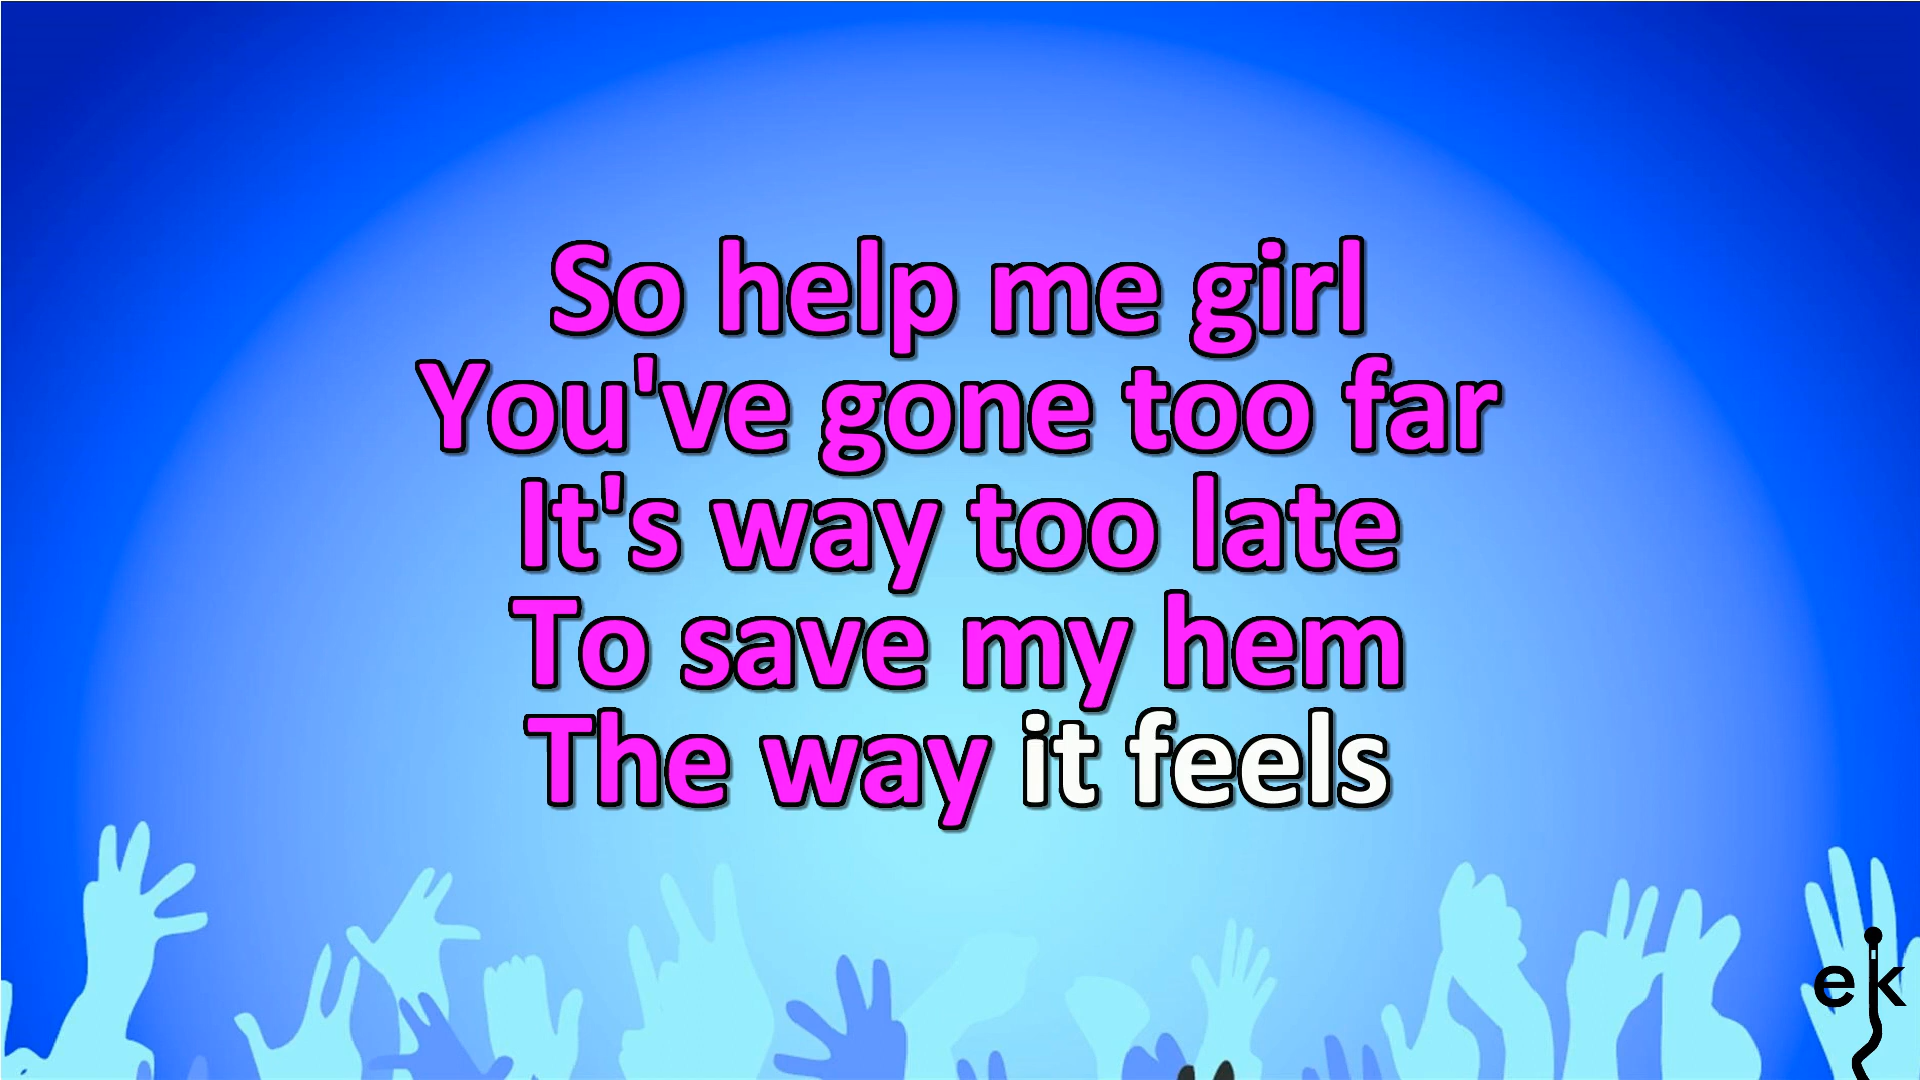 So help me girl
You've gone too far
It's way too late
To save my hem
The way it feels
ek